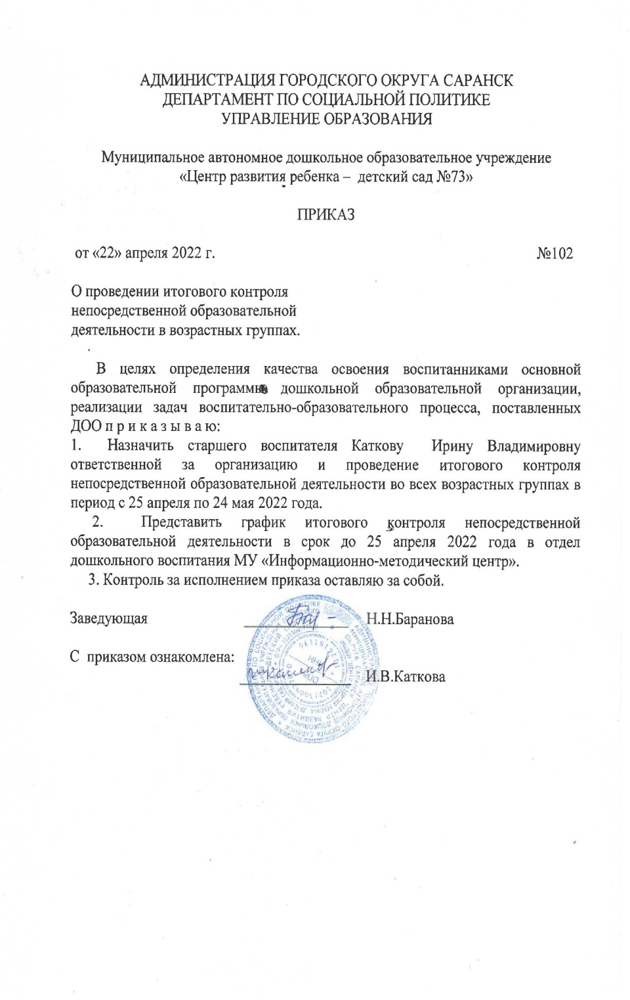 АДМИНИСТРАЦИЯ ГОРОДСКОГО ОКРУГА САРАНСК
ДЕПАРТАМЕНТ ПО СОЦИАЛЬНОЙ ПОЛИТИКЕ
УПРАВЛЕНИЕ ОБРАЗОВАНИЯ
Муниципальное автономное дошкольное образовательное учреждение
«Центр развития ребенка – детский сад №73»
ПРИКАЗ
от «22» апреля 2022 г. №102
О проведении итогового контроля
непосредственной образовательной
деятельности в возрастных группах.
В целях определения качества освоения воспитанниками основной
образовательной программы дошкольной образовательной организации,
реализации задач воспитательно-образовательного процесса, поставленных
ДОО п р и к а з ы в а ю:
1. Назначить старшего воспитателя Каткову Ирину Владимировну
ответственной за организацию и проведение итогового контроля
непосредственной образовательной деятельности во всех возрастных группах в
период с 25 апреля по 24 мая 2022 года.
2. Представить график итогового контроля непосредственной
образовательной деятельности в срок до 25 апреля 2022 года в отдел
дошкольного воспитания МУ «Информационно-методический центр».
3. Контроль за исполнением приказа оставляю за собой.
Заведующая Н.Н.Баранова
С приказом ознакомлена:
И.В.Каткова